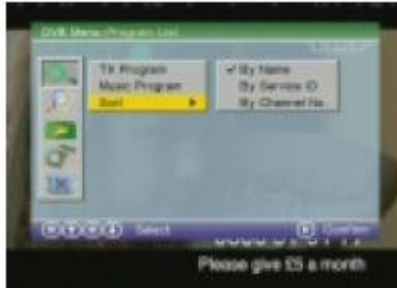 DVB Menu-Program List
TV Program
Music Program
Sort
✓ By Name
By Service ID
By Channel No
Select
Confirm
Please give £5 a month